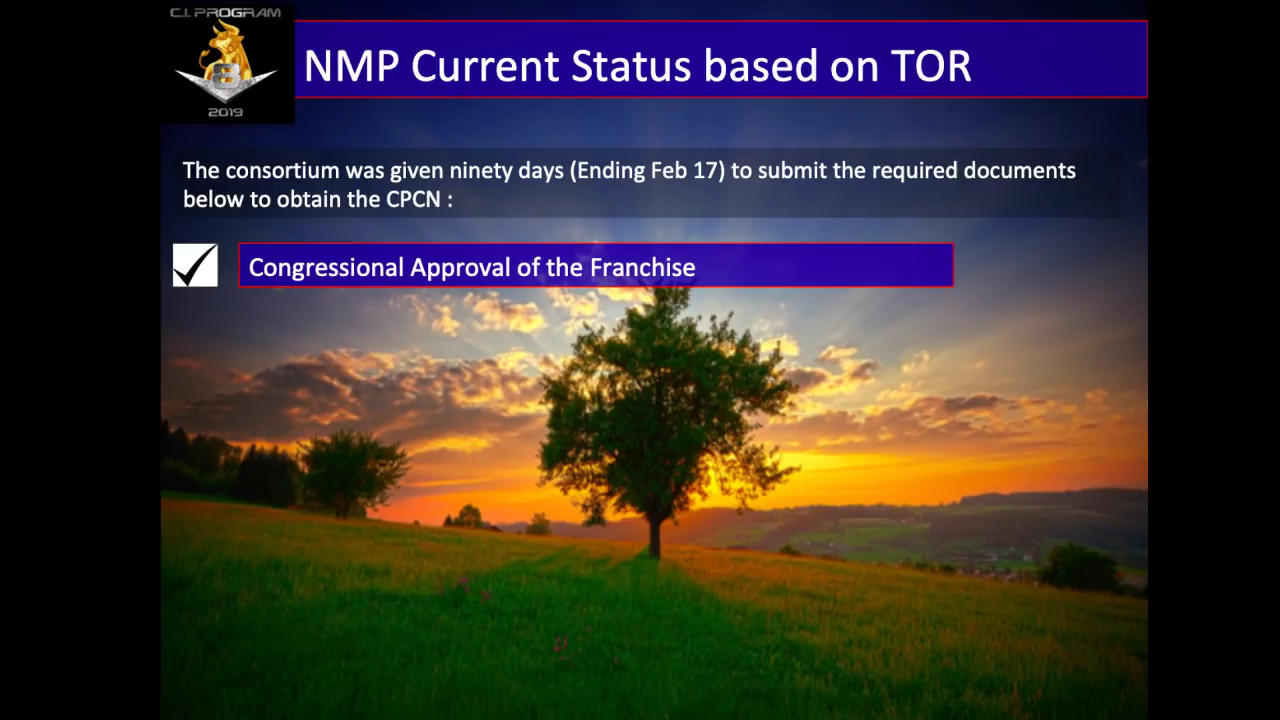 C.I. PROGRAM
8
2019
NMP Current Status based on TOR
The consortium was given ninety days (Ending Feb 17) to submit the required documents
below to obtain the CPCN :
Congressional Approval of the Franchise